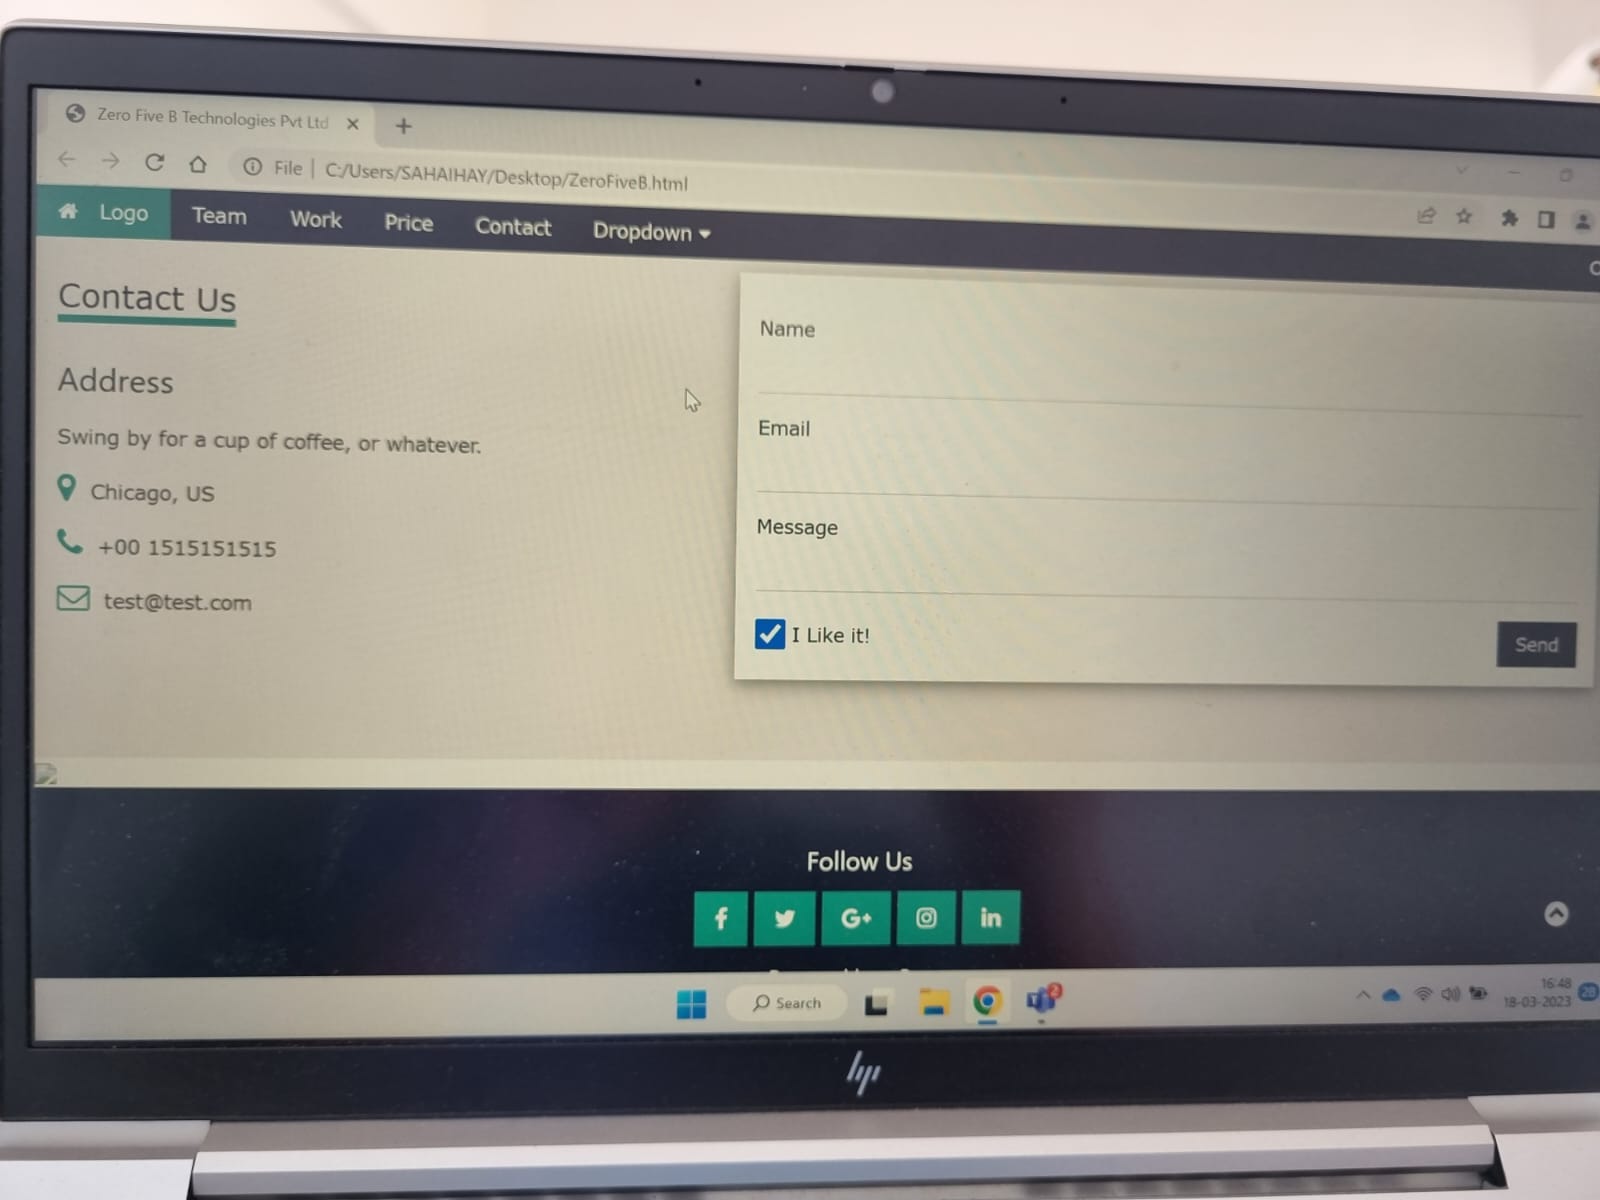 Zero Five B Technologies Pvt Ltd
File | C:/Users/SAHAIHAY/Desktop/ZeroFiveB.html
Logo Team Work Price Contact Dropdown
Contact Us
Address
Swing by for a cup of coffee, or whatever.
Chicago, US
+00 1515151515
test@test.com
Name
Email
Message
I Like it!
Send
Follow Us
f G+ in
Search
2
16:48
18-03-2023
28
hp